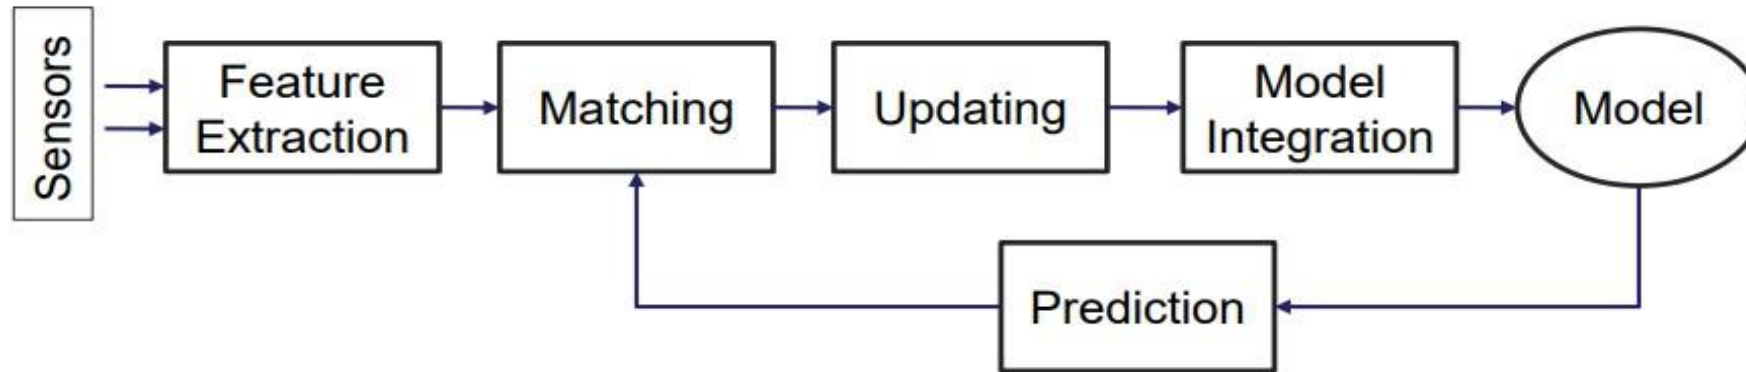 Sensors
Feature
Extraction
Matching
Updating
Model
Integration
Model
Prediction